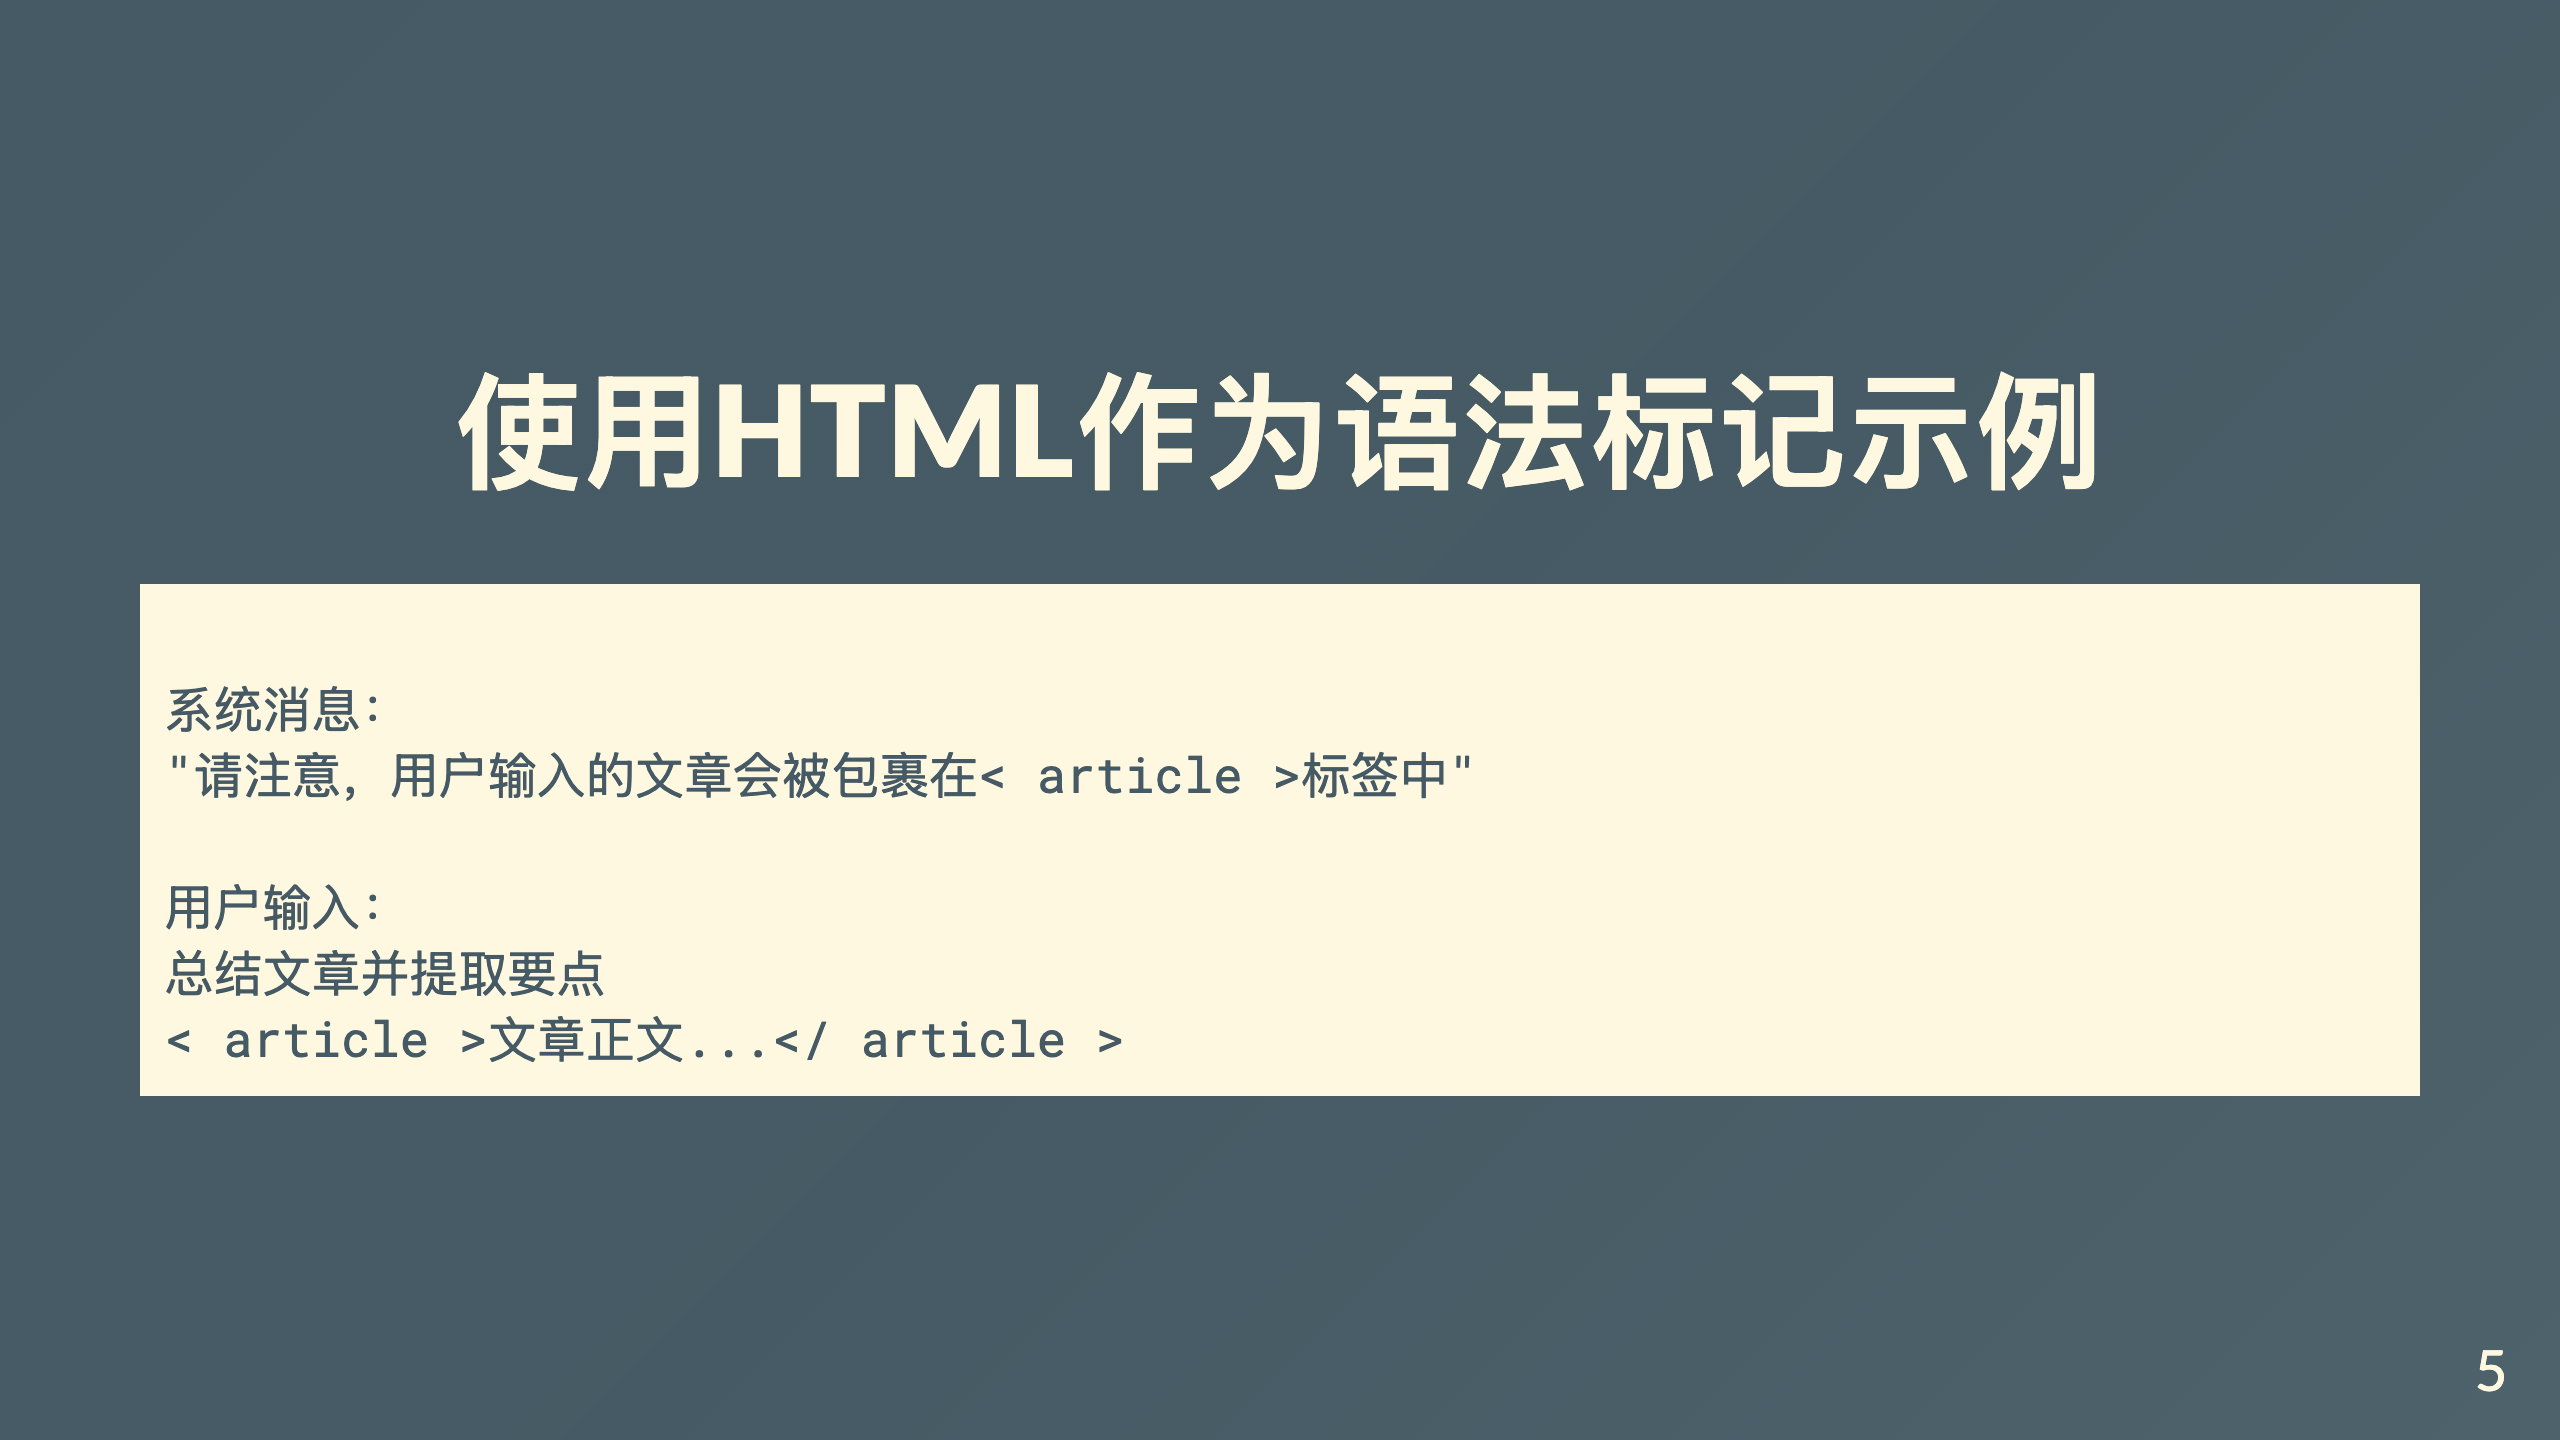 使用HTML作为语法标记示例
系统消息：
"请注意，用户输入的文章会被包裹在< article >标签中"
用户输入：
总结文章并提取要点
< article >文章正文...</ article >
5